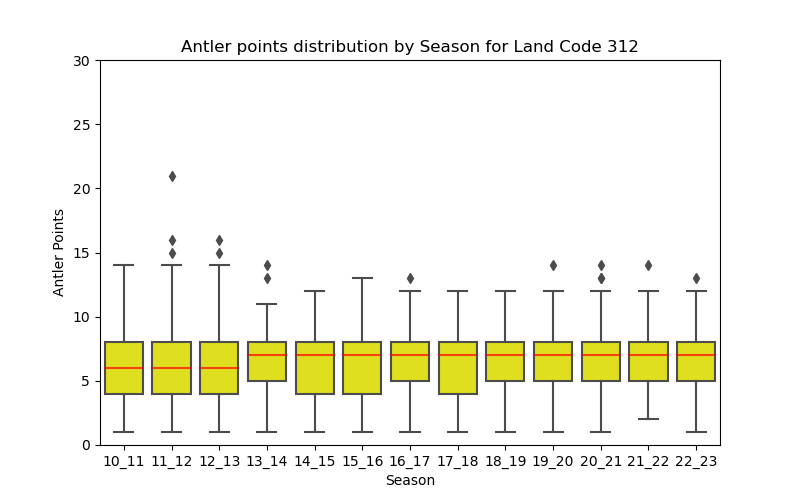 Antler points distribution by Season for Land Code 312
30
25
20
15
10
5
0
Antler Points
10_11 11_12 12_13 13_14 14_15 15_16 16_17 17_18 18_19 19_20 20_21 21_22 22_23
Season